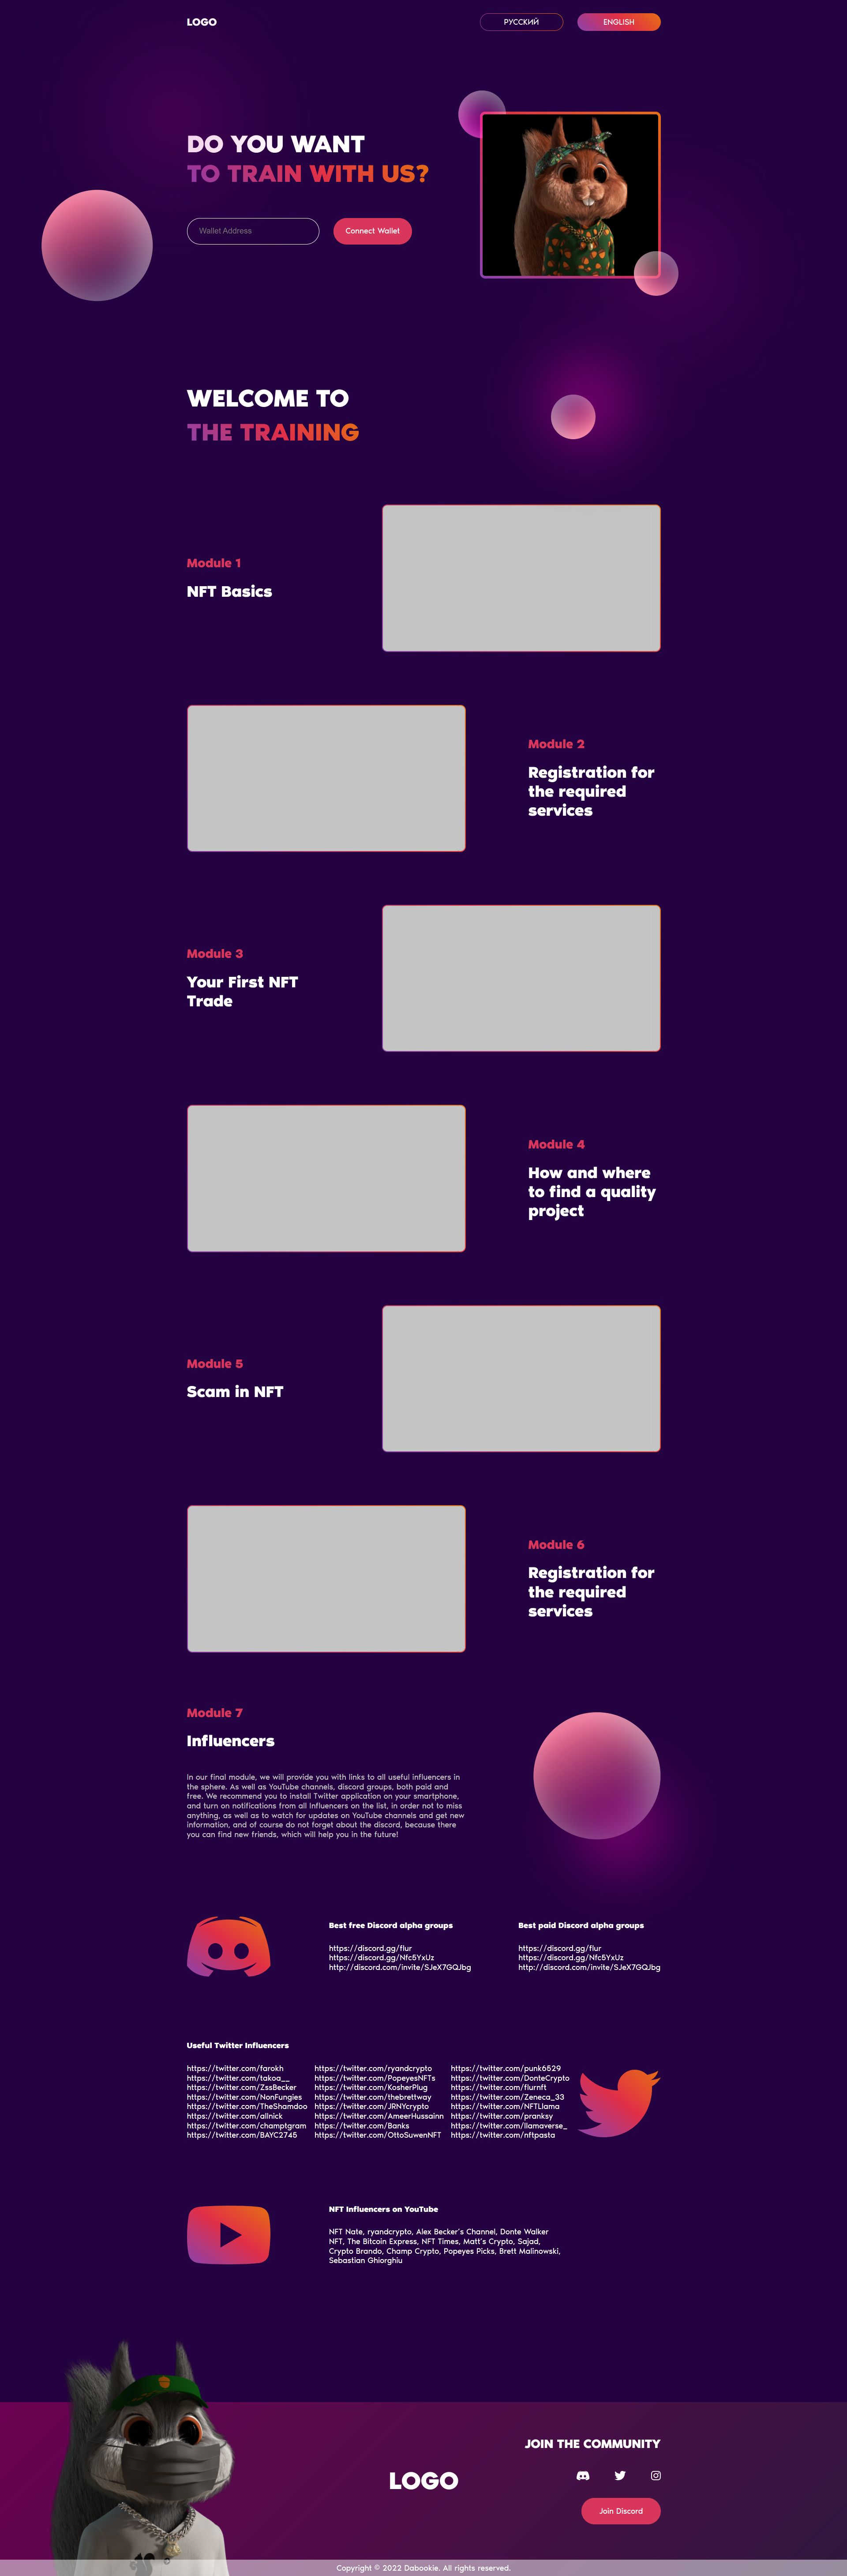 LOGO
РУССКИЙ
ENGLISH
DO YOU WANT
TO TRAIN WITH US?
Wallet Address
Connect Wallet
WELCOME TO
THE TRAINING
Module 1
NFT Basics
Module 2
Registration for
the required
services
Module 3
Your First NFT
Trade
Module 4
How and where
to find a quality
project
Module 5
Scam in NFT
Module 6
Registration for
the required
services
Module 7
Influencers
In our final module, we will provide you with links to all useful influencers in
the sphere. As well as YouTube channels, discord groups, both paid and
free. We recommend you to install Twitter application on your smartphone,
and turn on notifications from all Influencers on the list, in order not to miss
anything, as well as to watch for updates on YouTube channels and get new
information, and of course do not forget about the discord, because there
you can find new friends, which will help you in the future!
Best free Discord alpha groups
https://discord.gg/flur
https://discord.gg/Nfc5YxUz
http://discord.com/invite/SJeX7GQJbg
Best paid Discord alpha groups
https://discord.gg/flur
https://discord.gg/Nfc5YxUz
http://discord.com/invite/SJeX7GQJbg
Useful Twitter Influencers
https://twitter.com/farokh
https://twitter.com/takoa__
https://twitter.com/ZssBecker
https://twitter.com/NonFungies
https://twitter.com/TheShamdoo
https://twitter.com/allnick
https://twitter.com/champtgram
https://twitter.com/BAYC2745
https://twitter.com/ryandcrypto
https://twitter.com/PopeyesNFTs
https://twitter.com/KosherPlug
https://twitter.com/thebrettway
https://twitter.com/JRNYcrypto
https://twitter.com/AmeerHussainn
https://twitter.com/Banks
https://twitter.com/OttoSuwenNFT
https://twitter.com/punk6529
https://twitter.com/DonteCrypto
https://twitter.com/flurnft
https://twitter.com/Zeneca_33
https://twitter.com/NFTLlama
https://twitter.com/pranksy
https://twitter.com/llamaverse_
https://twitter.com/nftpasta
NFT Influencers on YouTube
NFT Nate, ryandcrypto, Alex Becker's Channel, Donte Walker
NFT, The Bitcoin Express, NFT Times, Matt's Crypto, Sajad,
Crypto Brando, Champ Crypto, Popeyes Picks, Brett Malinowski,
Sebastian Ghiorghiu
LOGO
JOIN THE COMMUNITY
Join Discord
Copyright © 2022 Dabookie. All rights reserved.